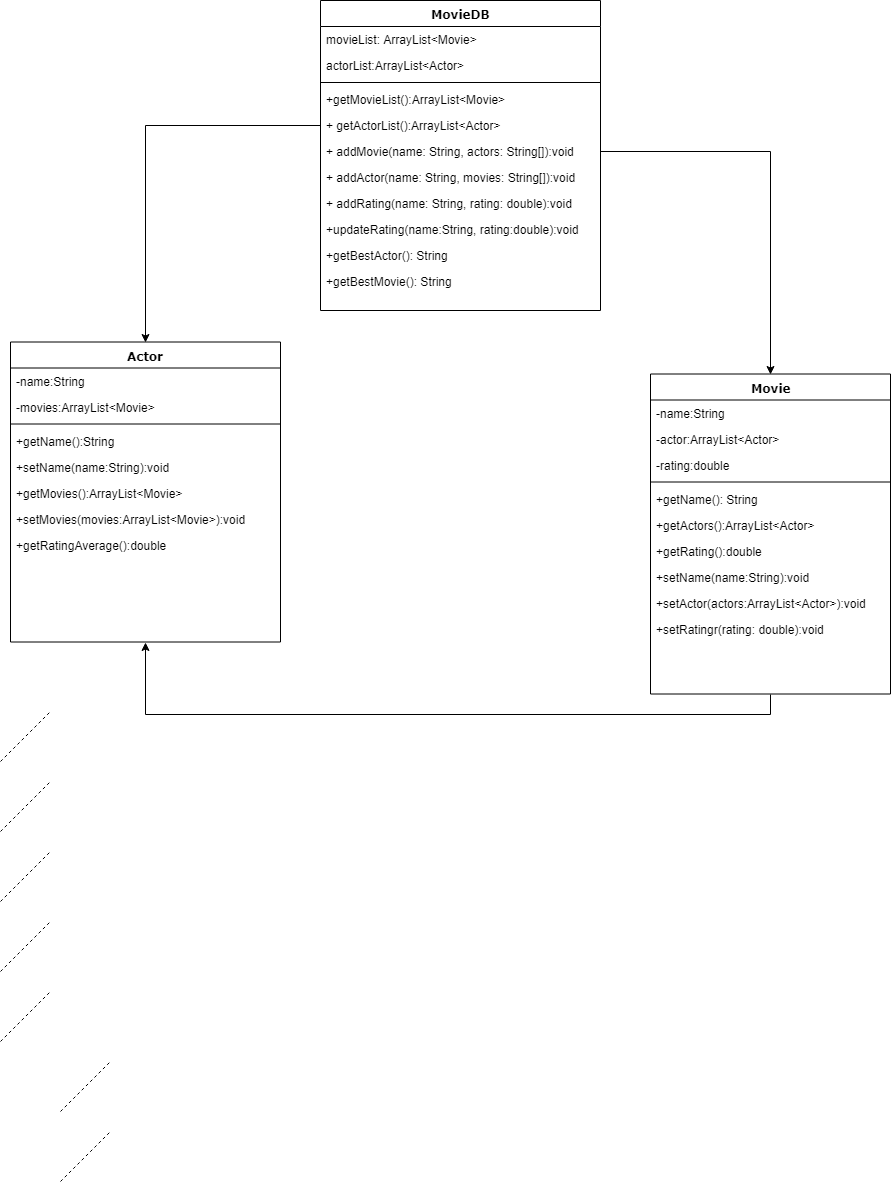 MovieDB
movieList: ArrayList<Movie>
actorList:ArrayList<Actor>
+getMovieList():ArrayList<Movie>
+ getActorList():ArrayList<Actor>
+ addMovie(name: String, actors: String[]):void
+ addActor(name: String, movies: String[]):void
+ addRating(name: String, rating: double):void
+updateRating(name:String, rating:double):void
+getBestActor(): String
+getBestMovie(): String
Actor
-name:String
-movies:ArrayList<Movie>
+getName():String
+setName(name:String):void
+getMovies():ArrayList<Movie>
+setMovies(movies:ArrayList<Movie>):void
+getRatingAverage():double
Movie
-name:String
-actor:ArrayList<Actor>
-rating:double
+getName(): String
+getActors():ArrayList<Actor>
+getRating():double
+setName(name:String):void
+setActor(actors:ArrayList<Actor>):void
+setRatingr(rating: double):void